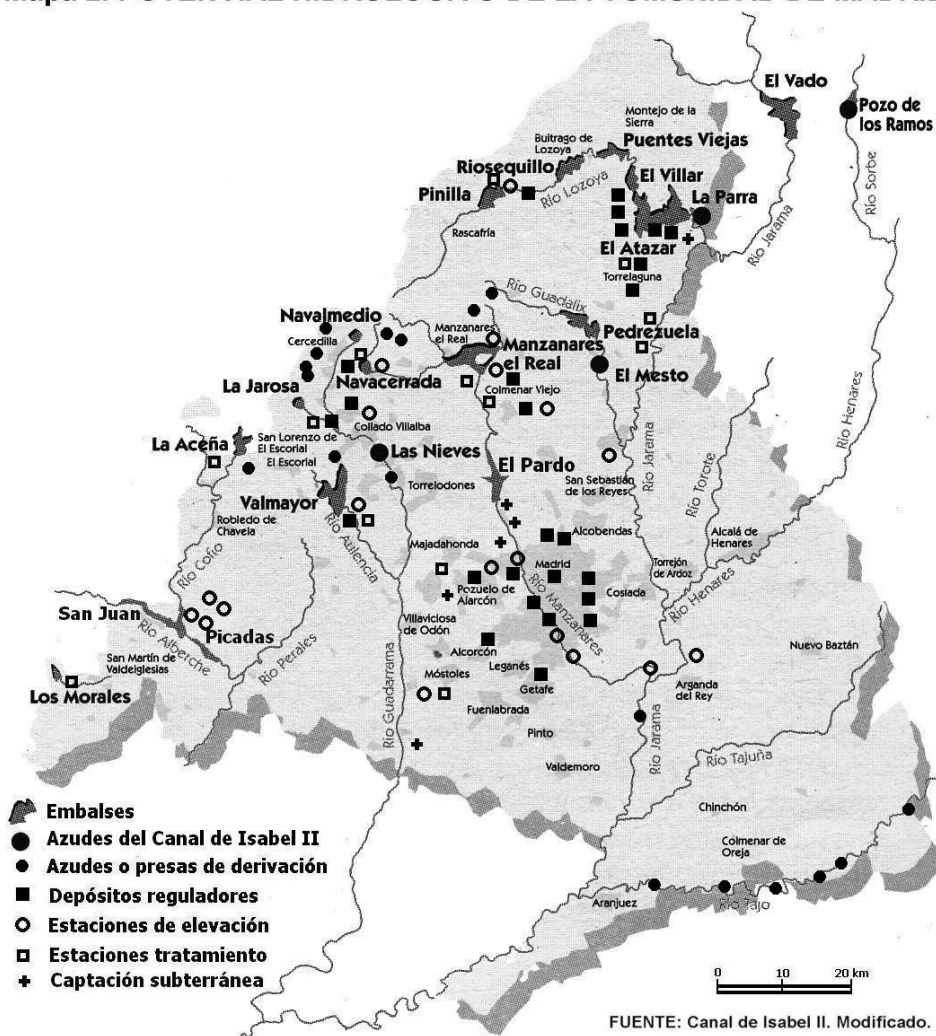 El Vado
Pozo de
los Ramos
Montejo de la
Sierra
Buitrago de
Lozoya
Puentes Viejas
Riosequillo
El Villar
Pinilla
Río Lozoya
La Parra
Río Sorbe
Río Jarama
Rascafría
El Atazar
Torrelaguna
Río Guadalix
Navalmedio
Cercedilla
Manzanares
el Real
Manzanares
el Real
Pedrezuela
Navacerrada
El Mesto
La Jarosa
Colmenar Viejo
Río Henares
Collado Villalba
La Aceña
San Lorenzo de
El Escorial
El Escorial
Las Nieves
El Pardo
Río Jarama
Río Torote
Torrelodones
San Sebastián
de los Reyes
Valmayor
Robledo de
Chavela
Río Aulencia
Majadahonda
Alcobendas
Alcalá de
Henares
Río Cofio
Madrid
Torrejón
de Ardoz
Pozuelo de
Alarcón
Coslada
Río Henares
San Juan
Picadas
Villaviciosa
de Odón
Río Manzanares
Río Alberche
Río Perales
Alcorcón
Nuevo Baztán
San Martín de
Valdeiglesias
Leganés
Los Morales
Móstoles
Getafe
Arganda
del Rey
Río Guadarrama
Fuenlabrada
Pinto
Río Jarama
Río Tajuña
Valdemoro
Chinchón
Colmenar
de Oreja
Aranjuez
Río Tajo
Embalses
Azudes del Canal de Isabel II
Azudes o presas de derivación
Depósitos reguladores
Estaciones de elevación
Estaciones tratamiento
Captación subterránea
0 10 20 km
FUENTE: Canal de Isabel II. Modificado.